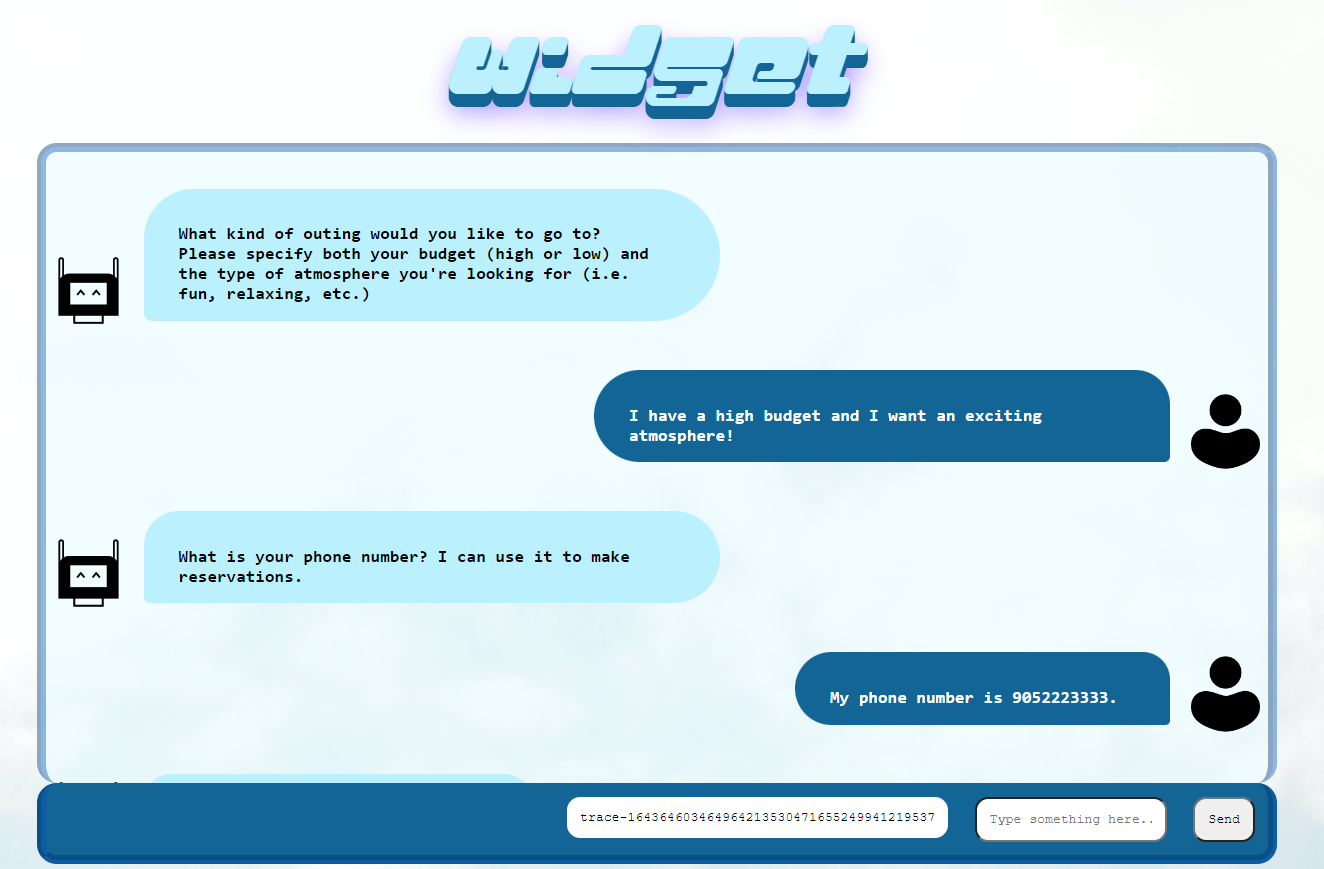 widget
What kind of outing would you like to go to?
Please specify both your budget (high or low) and
the type of atmosphere you're looking for (i.e.
fun, relaxing, etc.)
I have a high budget and I want an exciting
atmosphere!
What is your phone number? I can use it to make
reservations.
My phone number is 9052223333.
trace-1643646034649642135304716552499412195​37
Type something here..
Send